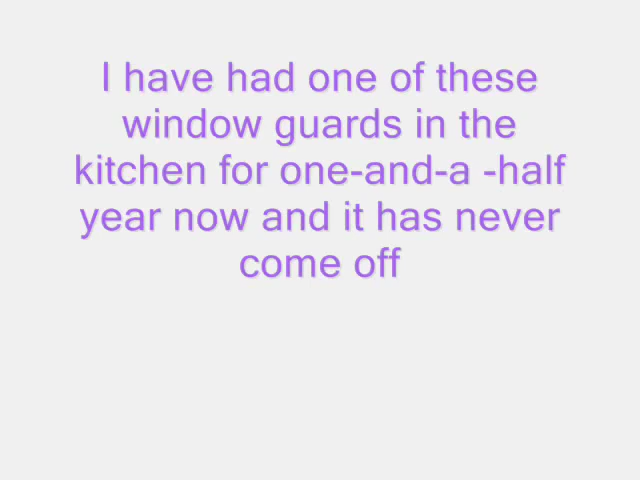 I have had one of these
window guards in the
kitchen for one-and-a -half
year now and it has never
come off